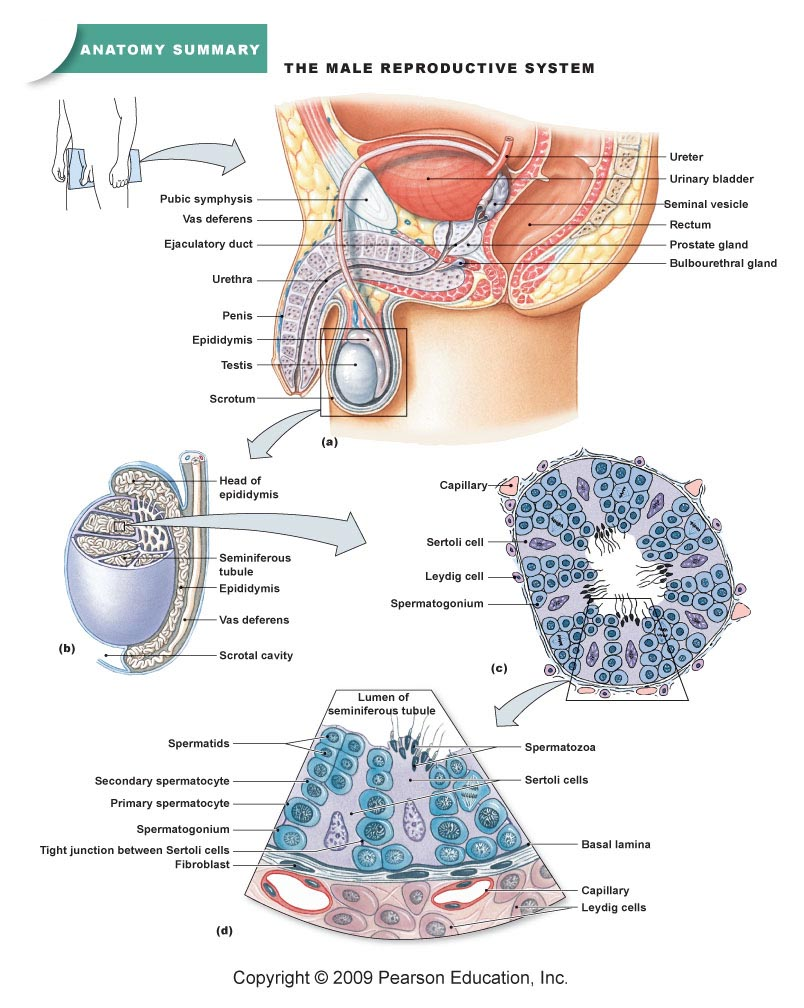 ANATOMY SUMMARY
THE MALE REPRODUCTIVE SYSTEM
Pubic symphysis
Vas deferens
Ejaculatory duct
Urethra
Penis
Epididymis
Testis
Scrotum
Ureter
Urinary bladder
Seminal vesicle
Rectum
Prostate gland
Bulbourethral gland
(a)
Head of
epididymis
Seminiferous
tubule
Epididymis
Vas deferens
Scrotal cavity
(b)
Capillary
Sertoli cell
Leydig cell
Spermatogonium
(c)
Lumen of
seminiferous tubule
Spermatids
Secondary spermatocyte
Primary spermatocyte
Spermatogonium
Tight junction between Sertoli cells
Fibroblast
Spermatozoa
Sertoli cells
Basal lamina
Capillary
Leydig cells
(d)
Copyright © 2009 Pearson Education, Inc.